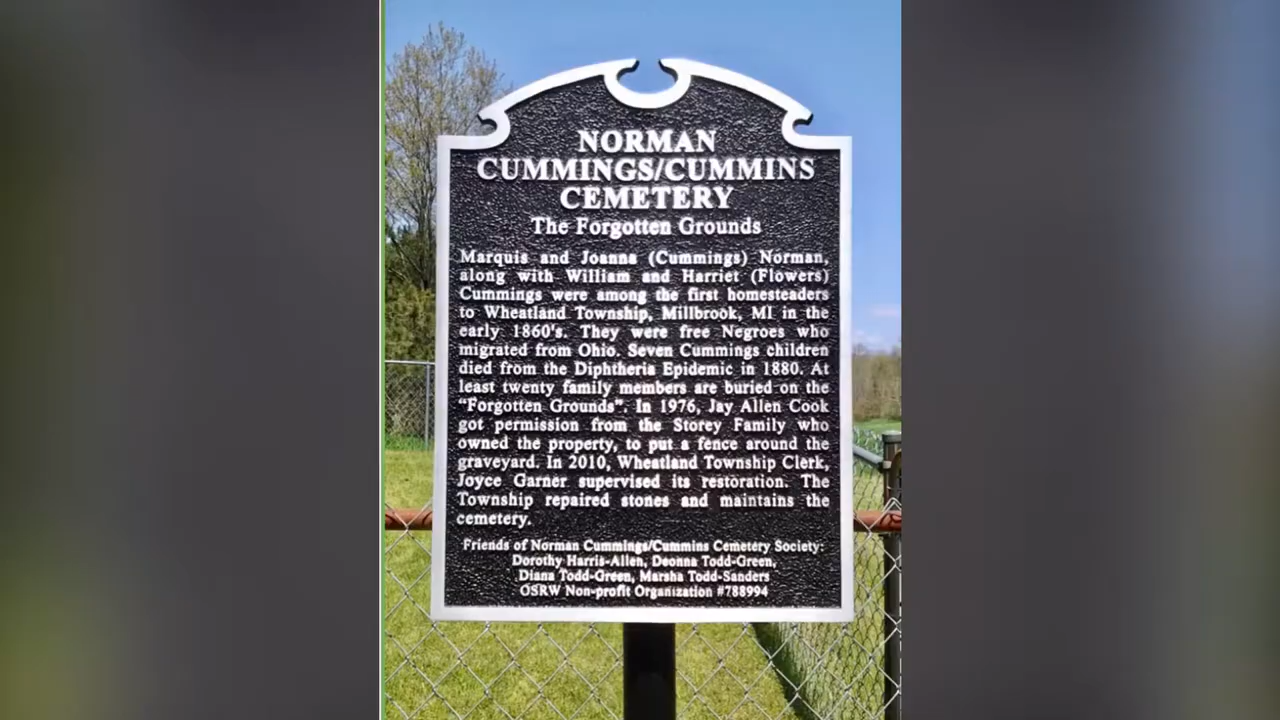 NORMAN
CUMMINGS/CUMMINS
CEMETERY
The Forgotten Grounds
Marquis and Joanna (Cummings) Norman,
along with William and Harriet (Flowers)
Cummings were among the first homesteaders
to Wheatland Township, Millbrook, MI in the
early 1860's. They were free Negroes who
migrated from Ohio. Seven Cummings children
died from the Diphtheria Epidemic in 1880. At
least twenty family members are buried on the
"Forgotten Grounds". In 1976, Jay Allen Cook
got permission from the Storey Family who
owned the property, to put a fence around the
graveyard. In 2010, Wheatland Township Clerk,
Joyce Garner supervised its restoration. The
Township repaired stones and maintains the
cemetery.
Friends of Norman Cummings/Cummins Cemetery Society:
Dorothy Harris-Allen, Deonna Todd-Green,
Diana Todd-Green, Marsha Todd-Sanders
OSRW Non-profit Organization #788994